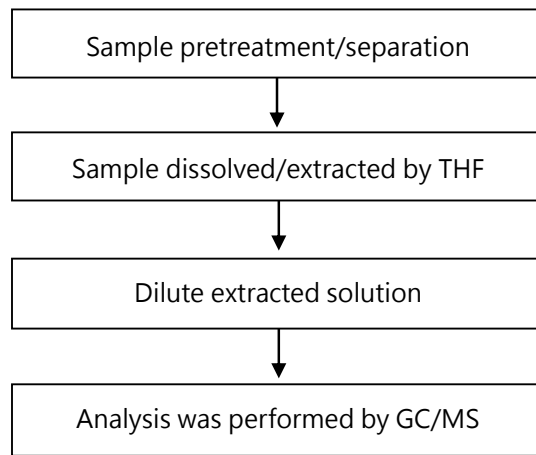 Sample pretreatment/separation
Sample dissolved/extracted by THF
Dilute extracted solution
Analysis was performed by GC/MS